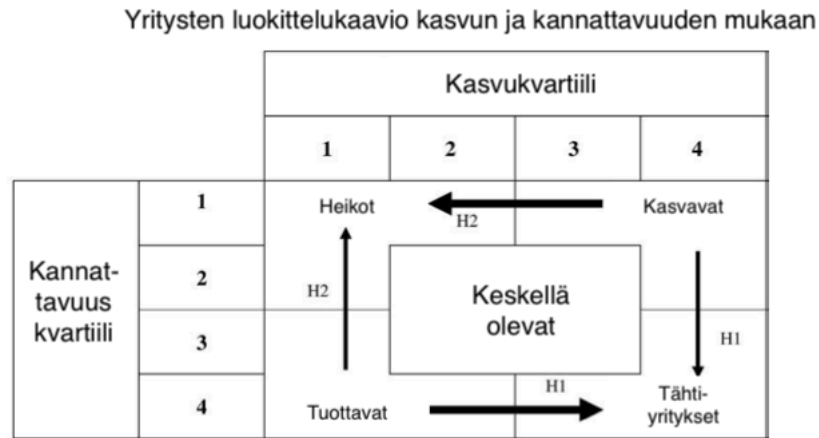 Yritysten luokittelukaavio kasvun ja kannattavuuden mukaan
Kasvukvartiili
1 2 3 4
Kannat-
tavuus
kvartiili
1
2
3
4
Heikot
H2
Kasvavat
H2
Keskellä
olevat
H1
Tuottavat
H1
Tähti-
yritykset